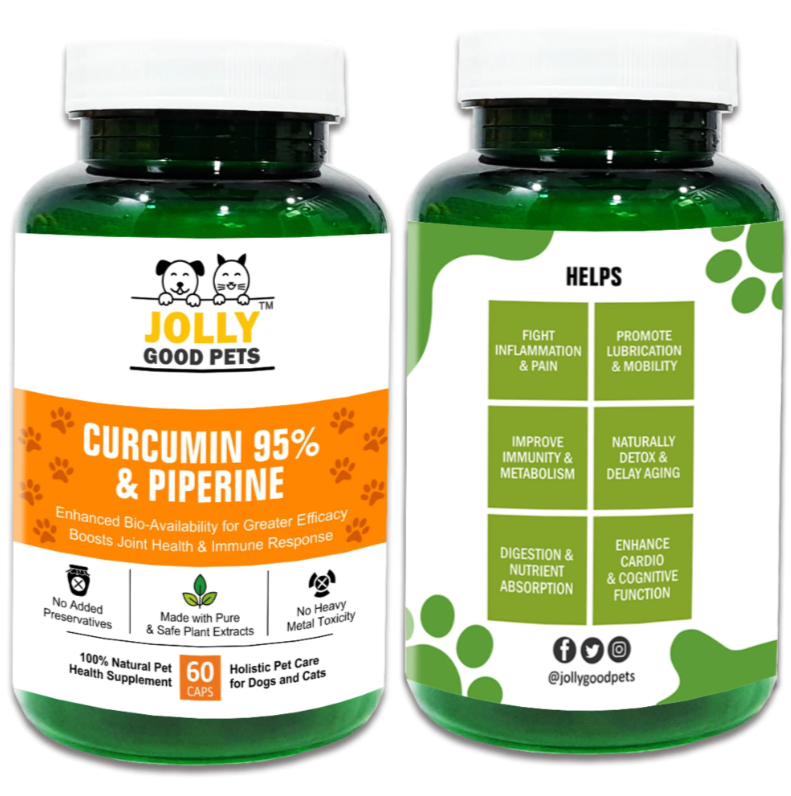 JOLLY™
GOOD PETS
CURCUMIN 95%
& PIPERINE
Enhanced Bio-Availability for Greater Efficacy
Boosts Joint Health & Immune Response
No Added
Preservatives
Made with Pure
& Safe Plant Extracts
No Heavy
Metal Toxicity
100% Natural Pet
Health Supplement
60
CAPS
Holistic Pet Care
for Dogs and Cats
HELPS
FIGHT
INFLAMMATION
& PAIN
PROMOTE
LUBRICATION
& MOBILITY
IMPROVE
IMMUNITY &
METABOLISM
NATURALLY
DETOX &
DELAY AGING
DIGESTION &
NUTRIENT
ABSORPTION
ENHANCE
CARDIO
& COGNITIVE
FUNCTION
@jollygoodpets